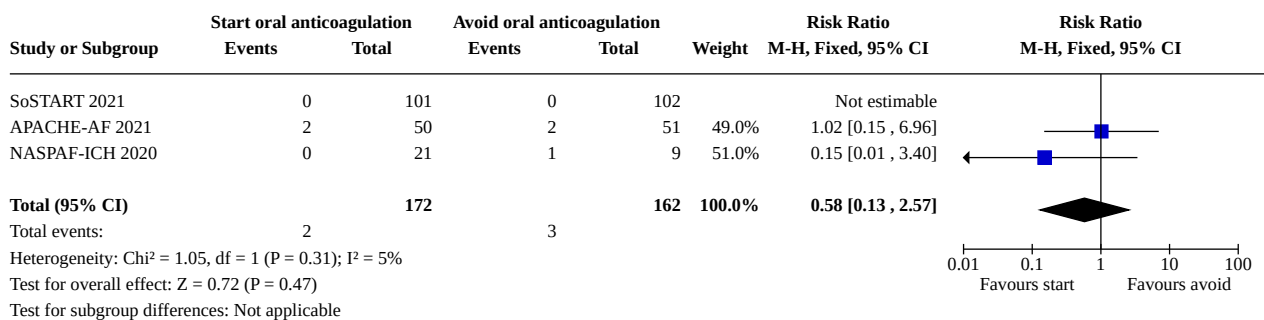 Start oral anticoagulation Avoid oral anticoagulation Risk Ratio Risk Ratio
Study or Subgroup Events Total Events Total Weight M-H, Fixed, 95% CI M-H, Fixed, 95% CI
SoSTART 2021 0 101 0 102 Not estimable
APACHE-AF 2021 2 50 2 51 49.0% 1.02 [0.15 , 6.96]
NASPAF-ICH 2020 0 21 1 9 51.0% 0.15 [0.01 , 3.40]
Total (95% CI) 172 162 100.0% 0.58 [0.13 , 2.57]
Total events: 2 3
Heterogeneity: Chi² = 1.05, df = 1 (P = 0.31); I² = 5%
0.01 0.1 1 10 100
Test for overall effect: Z = 0.72 (P = 0.47) Favours start Favours avoid
Test for subgroup differences: Not applicable